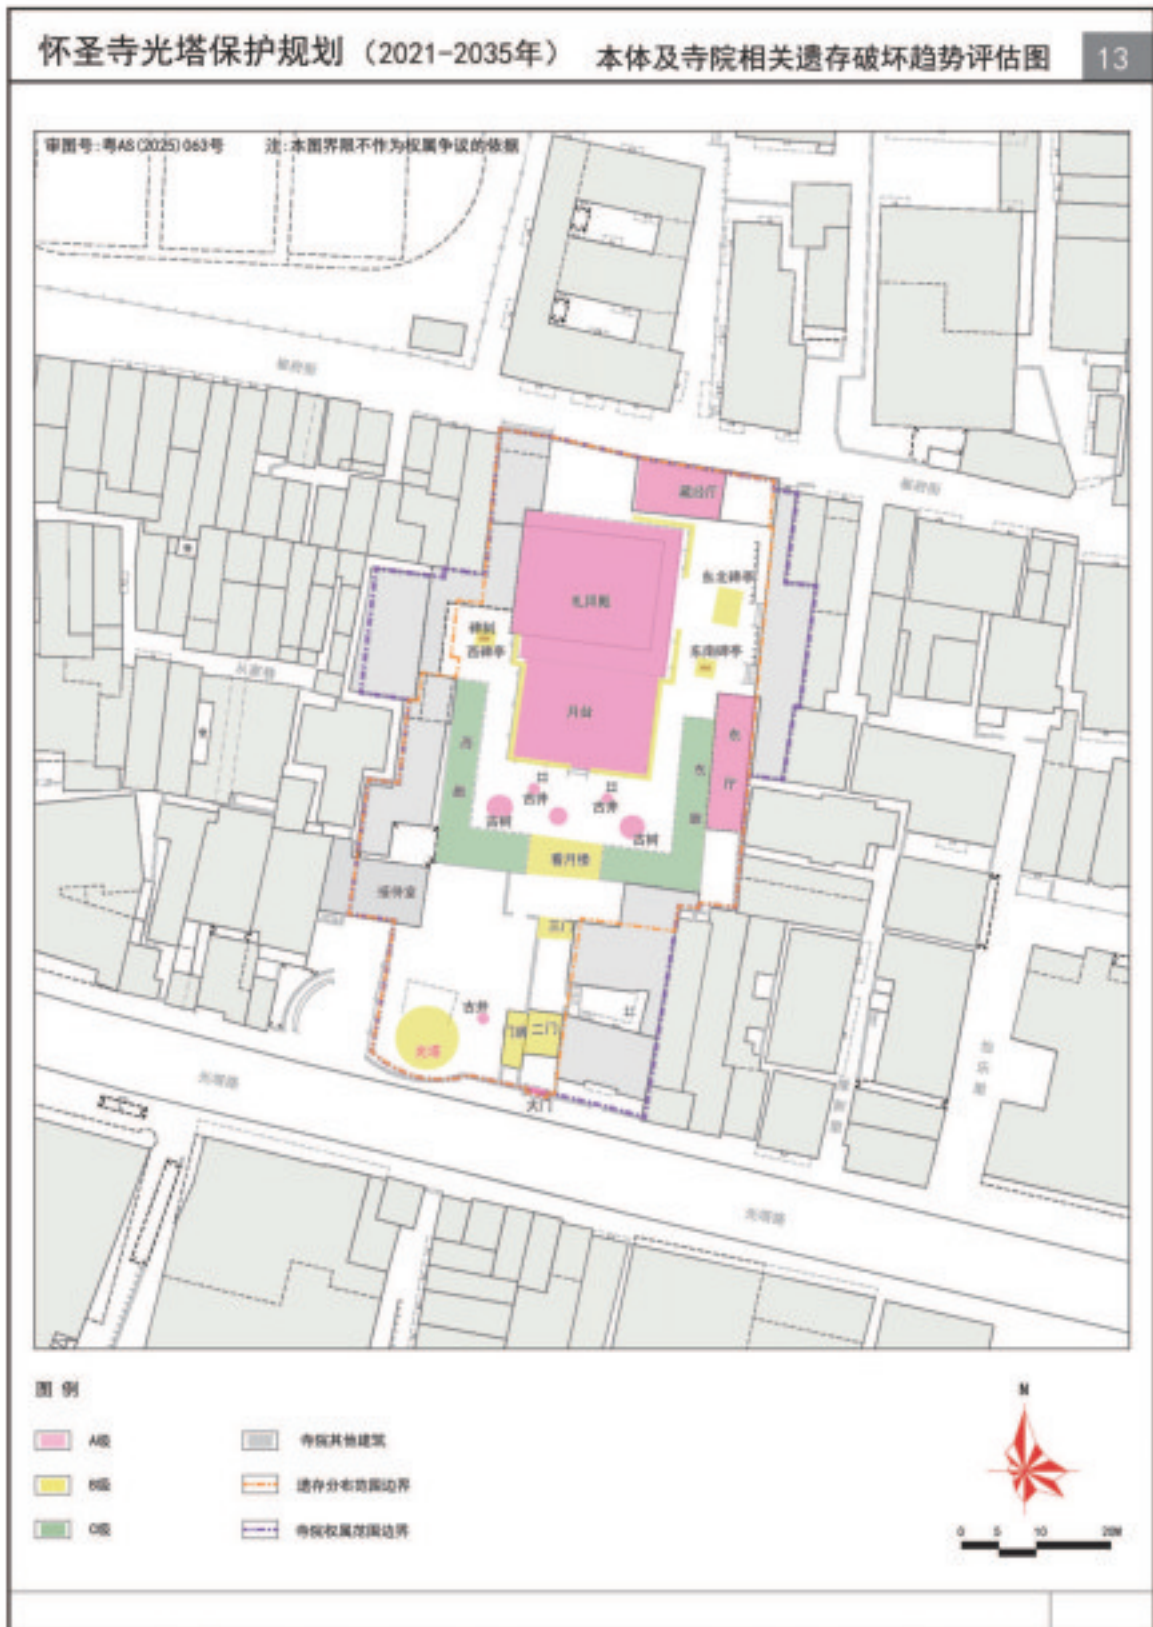 怀圣寺光塔保护规划（2021-2035年） 本体及寺院相关遗存破坏趋势评估图 13
审图号:粤AS(2025)063号 注:本图界限不作为权属争议的依据
藏经厅
东北碑亭
礼拜殿
碑刻
西碑亭
东南碑亭
月台
西廊
东廊
东厅
古井
古井
古树
古树
看月楼
接待室
三门
古井
门房
二门
光塔
大门
光塔路
光塔路
图 例
A级
寺院其他建筑
B级
遗存分布范围边界
C级
寺院权属范围边界
N
0 5 10 20M